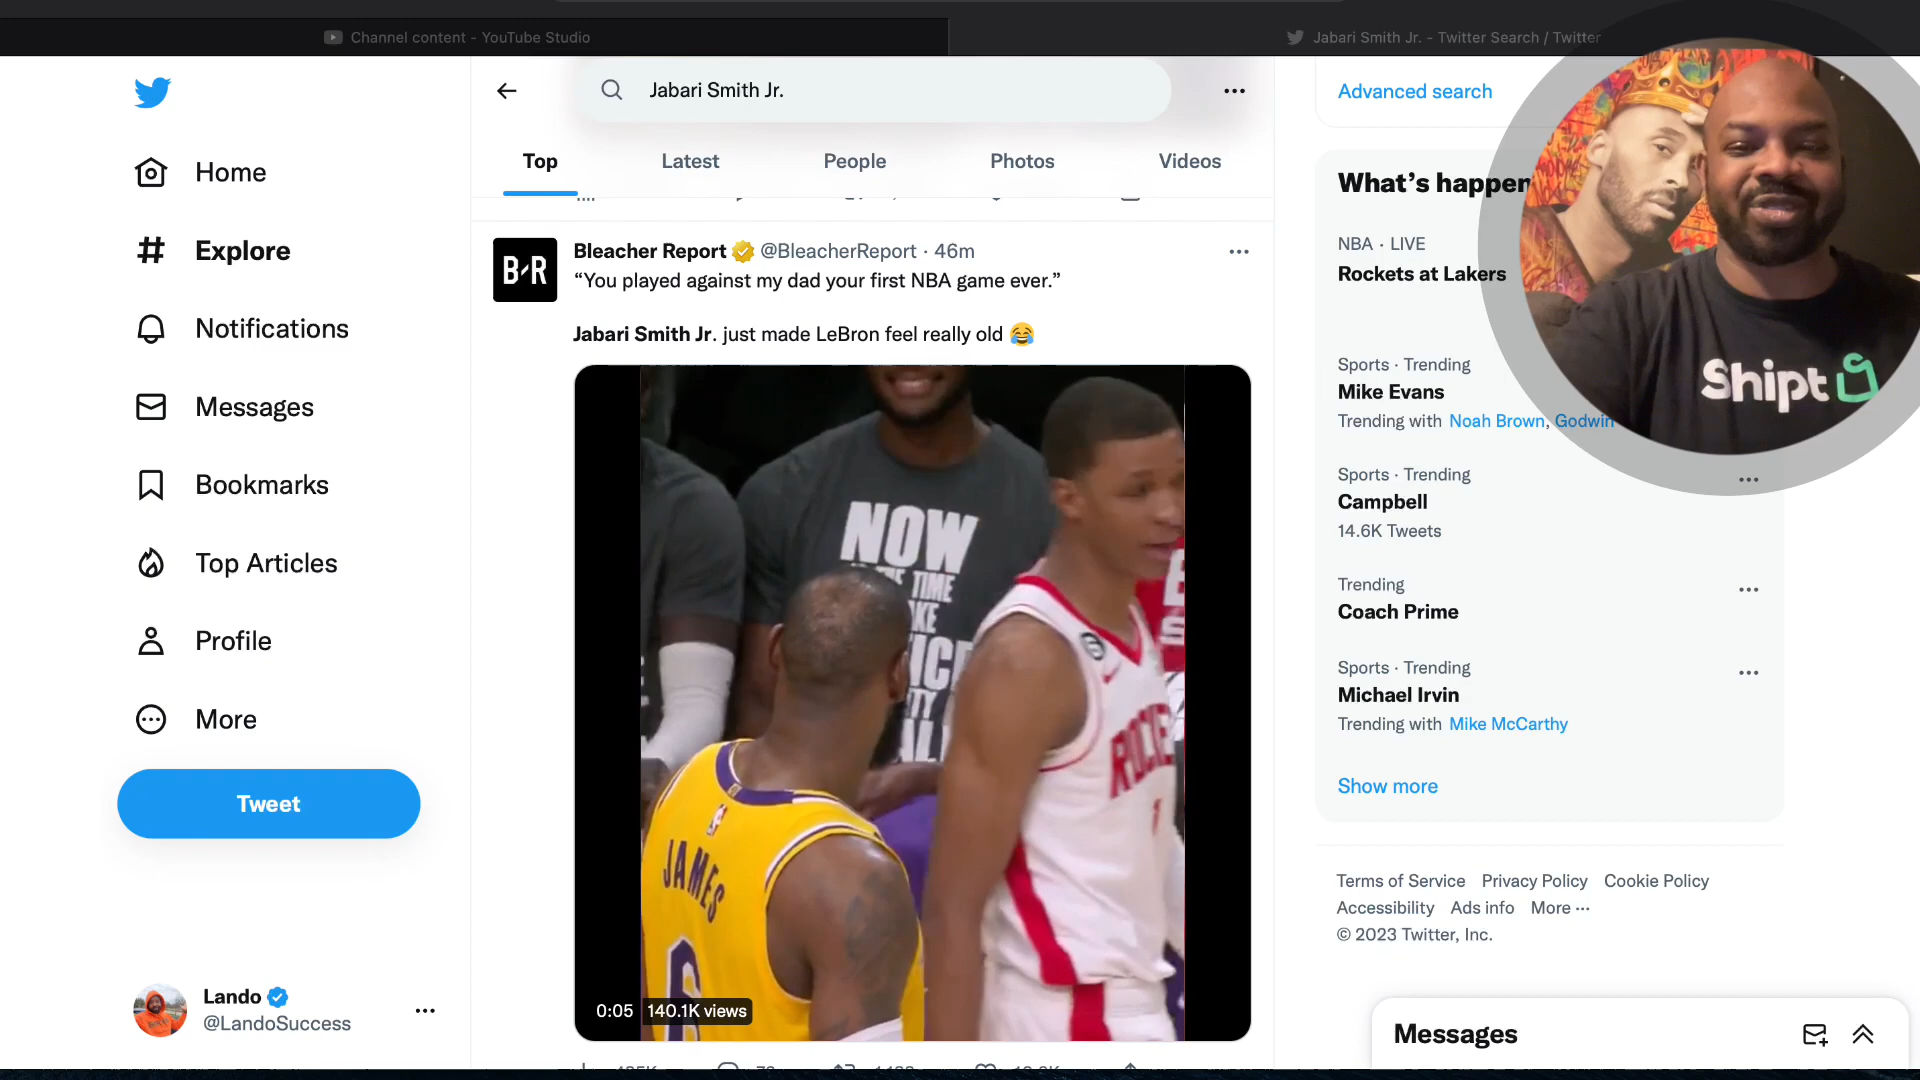 Channel content - YouTube Studio
Jabari Smith Jr. - Twitter Search / Twitter
Jabari Smith Jr.
Top
Latest
People
Photos
Videos
Home
Explore
Notifications
Messages
Bookmarks
Top Articles
Profile
More
Tweet
Lando
@LandoSuccess
B/R
Bleacher Report @BleacherReport · 46m
“You played against my dad your first NBA game ever.”
Jabari Smith Jr. just made LeBron feel really old 😂
NOW
TIME
JAMES
6
1
0:05
140.1K views
Advanced search
What’s happen
NBA · LIVE
Rockets at Lakers
Sports · Trending
Mike Evans
Trending with Noah Brown, Godwin
Sports · Trending
Campbell
14.6K Tweets
Trending
Coach Prime
Sports · Trending
Michael Irvin
Trending with Mike McCarthy
Show more
Terms of Service Privacy Policy Cookie Policy
Accessibility Ads info More ···
© 2023 Twitter, Inc.
Messages
Shipt